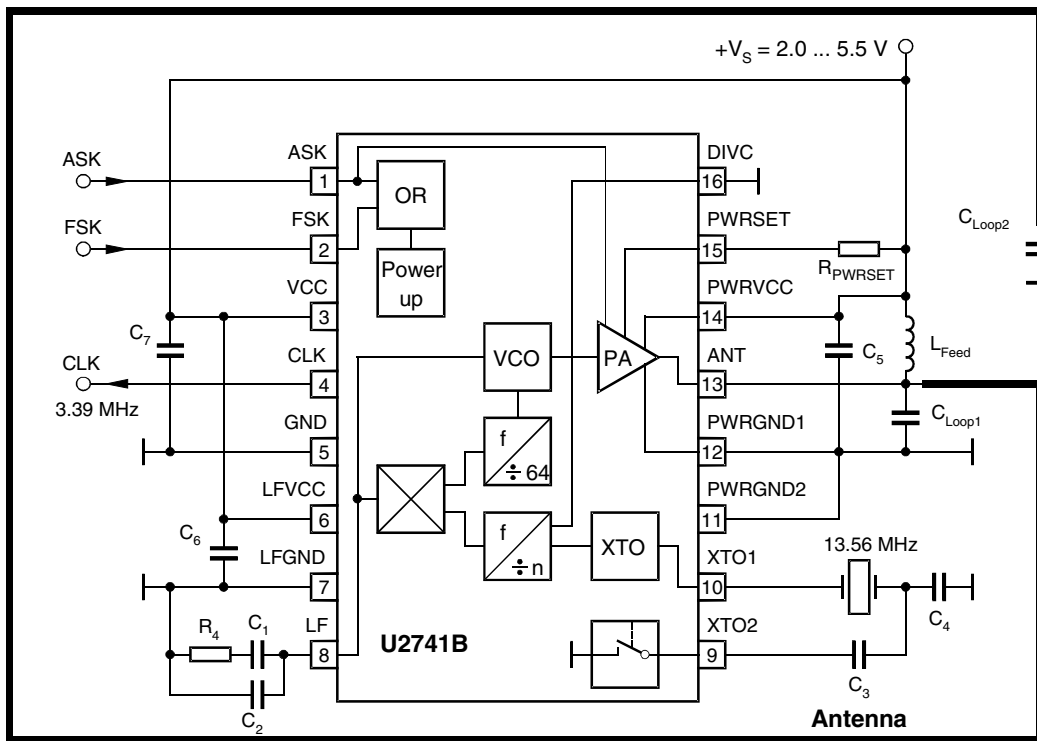 +VS = 2.0 ... 5.5 V
ASK
FSK
CLK
3.39 MHz
C7
C6
R4
C1
C2
ASK
1
FSK
2
VCC
3
CLK
4
GND
5
LFVCC
6
LFGND
7
LF
8
OR
Power
up
VCO
PA
f
÷ 64
f
÷ n
XTO
U2741B
DIVC
16
PWRSET
15
PWRVCC
14
ANT
13
PWRGND1
12
PWRGND2
11
XTO1
10
XTO2
9
RPWRSET
C5
LFeed
CLoop1
CLoop2
13.56 MHz
C4
C3
Antenna